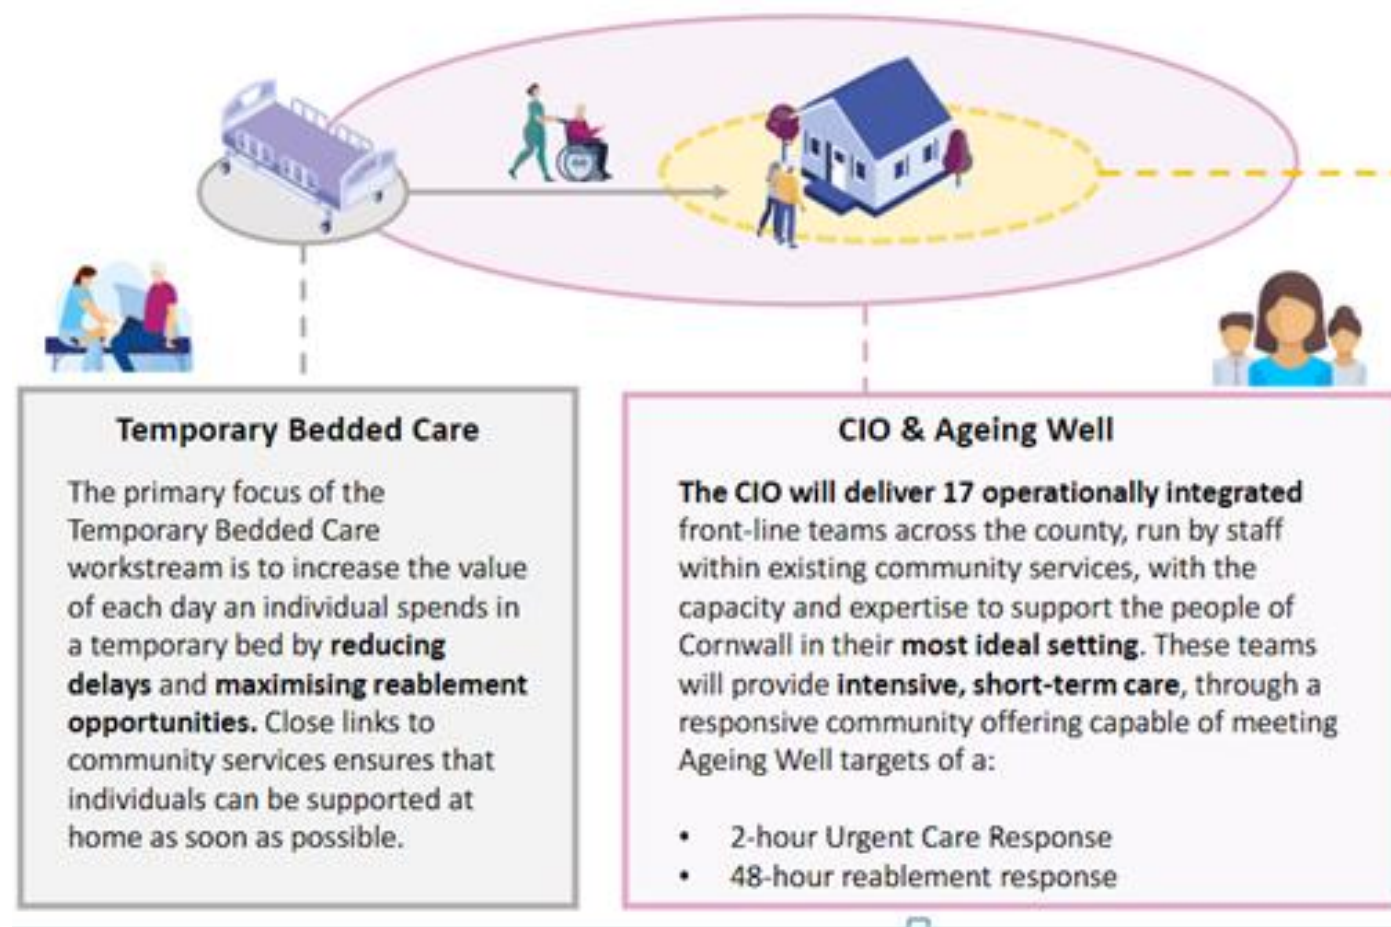 Temporary Bedded Care
The primary focus of the
Temporary Bedded Care
workstream is to increase the value
of each day an individual spends in
a temporary bed by reducing
delays and maximising reablement
opportunities. Close links to
community services ensures that
individuals can be supported at
home as soon as possible.
CIO & Ageing Well
The CIO will deliver 17 operationally integrated
front-line teams across the county, run by staff
within existing community services, with the
capacity and expertise to support the people of
Cornwall in their most ideal setting. These teams
will provide intensive, short-term care, through a
responsive community offering capable of meeting
Ageing Well targets of a:
• 2-hour Urgent Care Response
• 48-hour reablement response